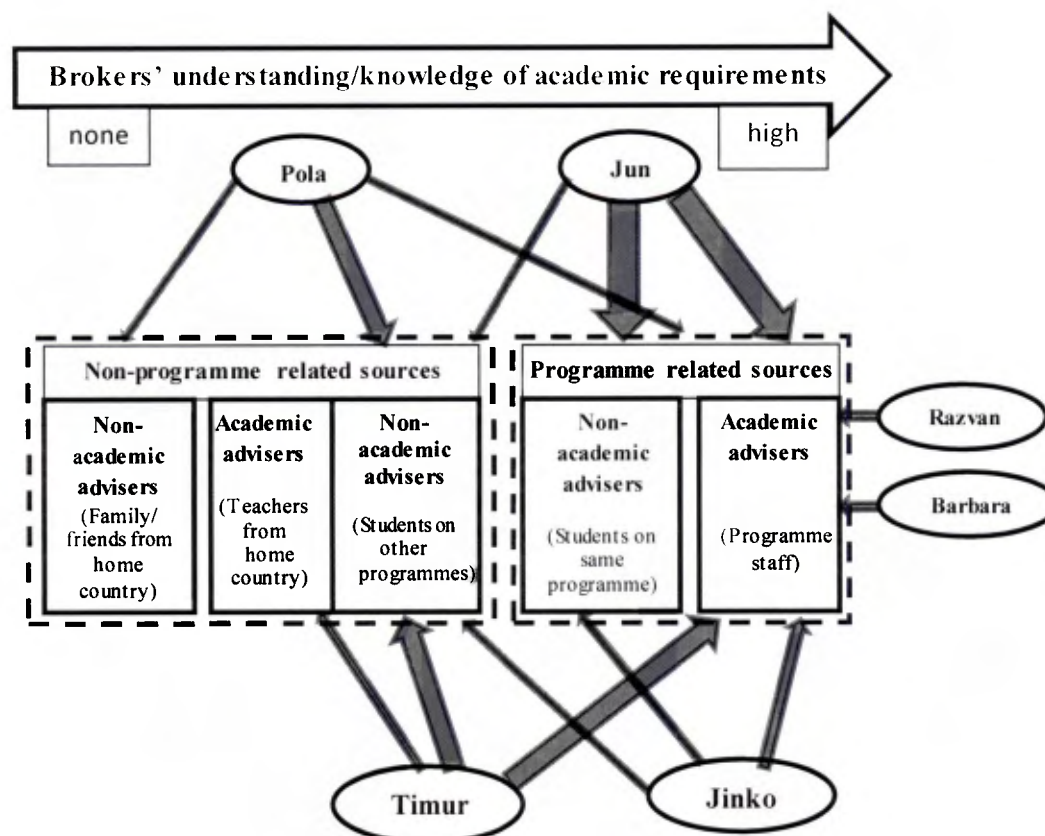 Brokers' understanding/knowledge of academic requirements
none
high
Pola
Jun
Non-programme related sources
Programme related sources
Non-
academic
advisers
(Family/
friends from
home
country)
Academic
advisers
(Teachers
from
home
country)
Non-
academic
advisers
(Students on
other
programmes)
Non-
academic
advisers
(Students on
same
programme)
Academic
advisers
(Programme
staff)
Razvan
Barbara
Timur
Jinko